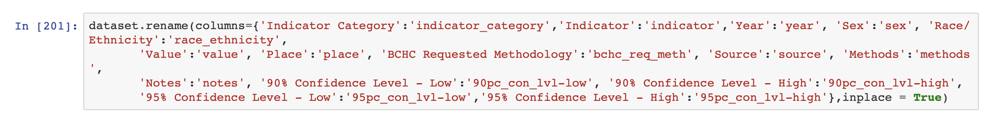 In [201]: dataset.rename(columns={'Indicator Category':'indicator_category','Indicator':'indicator','Year':'year', 'Sex':'sex', 'Race/
Ethnicity':'race_ethnicity',
'Value':'value', 'Place':'place', 'BCHC Requested Methodology':'bchc_req_meth', 'Source':'source', 'Methods':'methods
',
'Notes':'notes', '90% Confidence Level - Low':'90pc_con_lvl-low', '90% Confidence Level - High':'90pc_con_lvl-high',
'95% Confidence Level - Low':'95pc_con_lvl-low','95% Confidence Level - High':'95pc_con_lvl-high'},inplace = True)